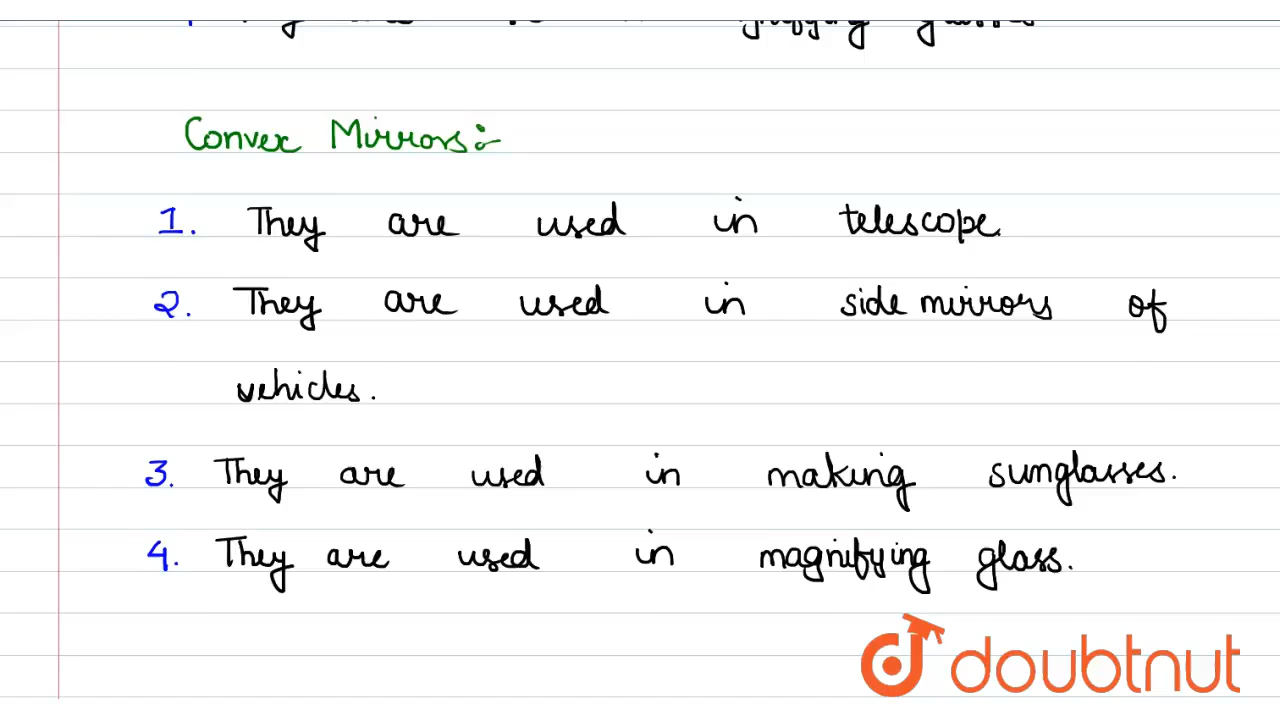 glasses
Convex Mirrors:-
1. They are used in telescope.
2. They are used in side mirrors of
vehicles.
3. They are used in making sunglasses.
4. They are used in magnifying glass.
doubtnut